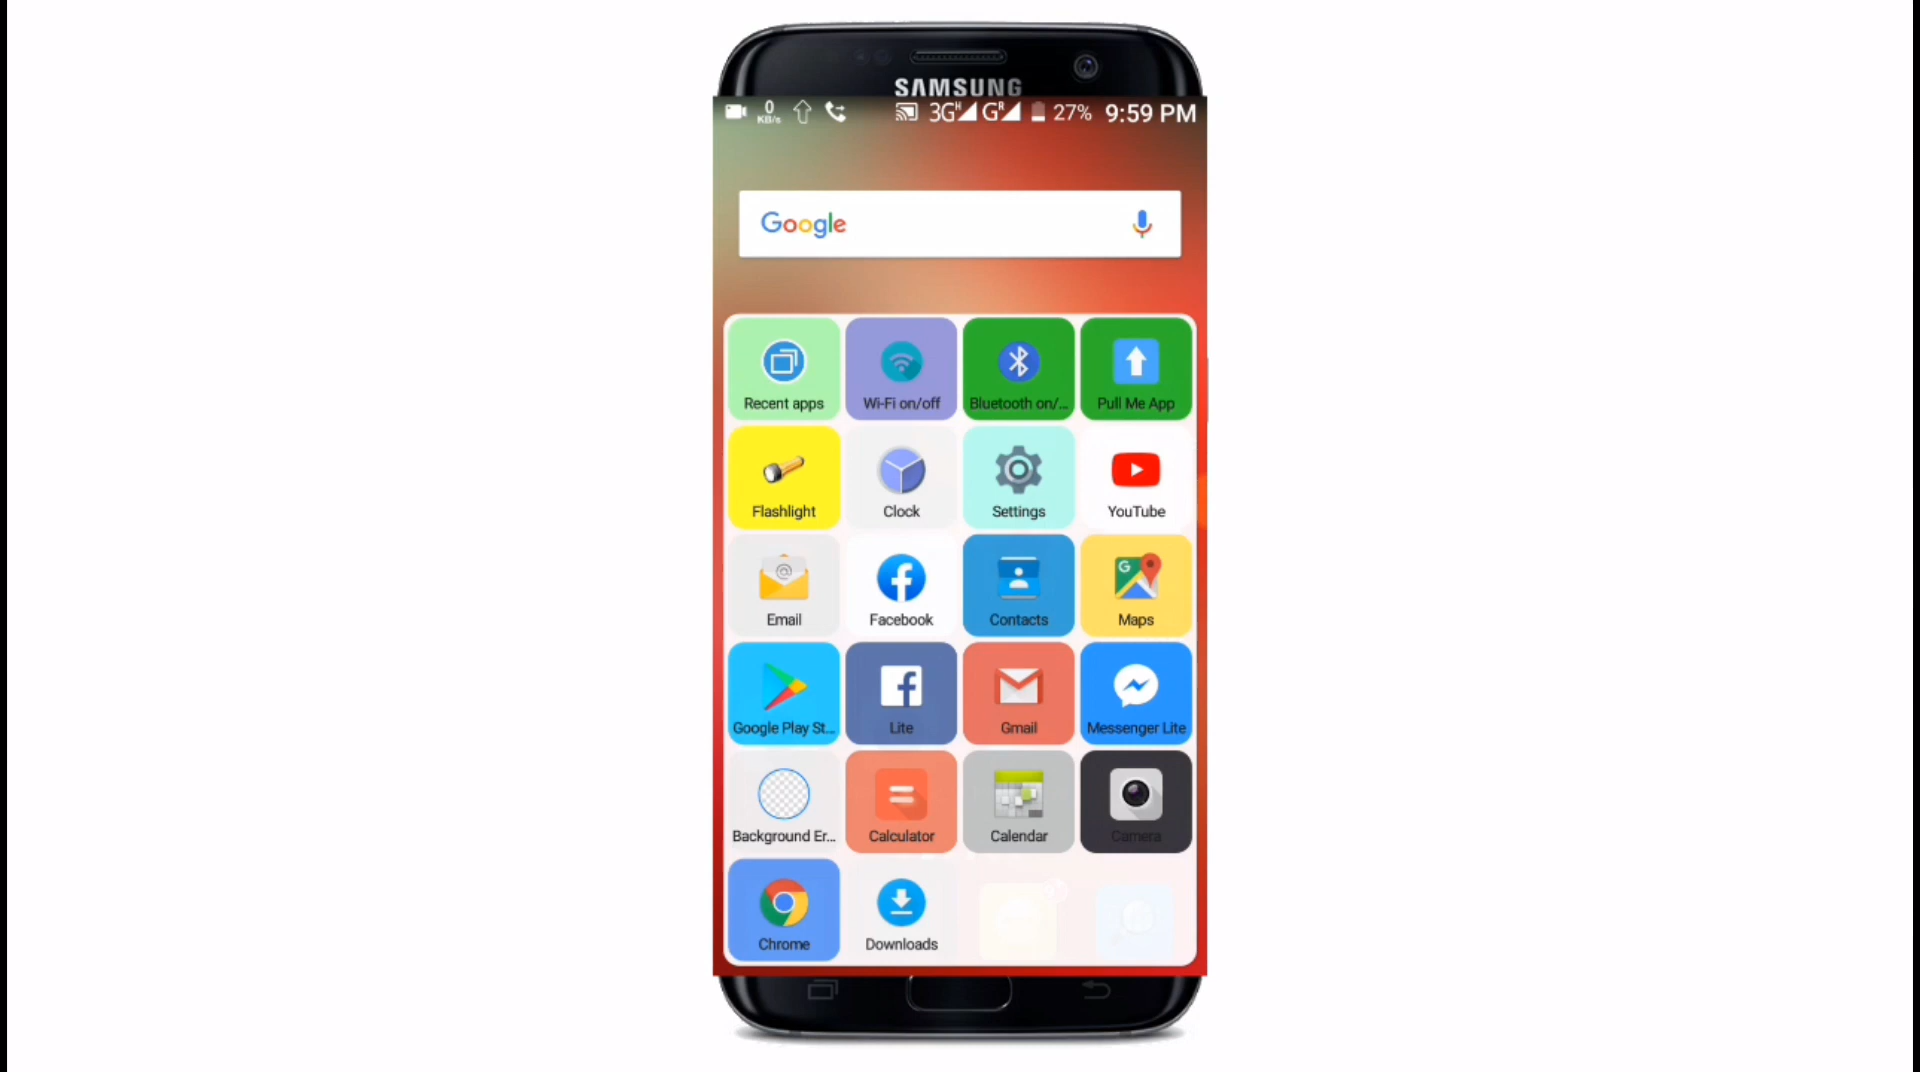 SAMSUNG
0 KB/s 3G H G R 27% 9:59 PM
Google
Recent apps Wi-Fi on/off Bluetooth on/... Pull Me App
Flashlight Clock Settings YouTube
Email Facebook Contacts Maps
Google Play St... Lite Gmail Messenger Lite
Background Er... Calculator Calendar Camera
Chrome Downloads